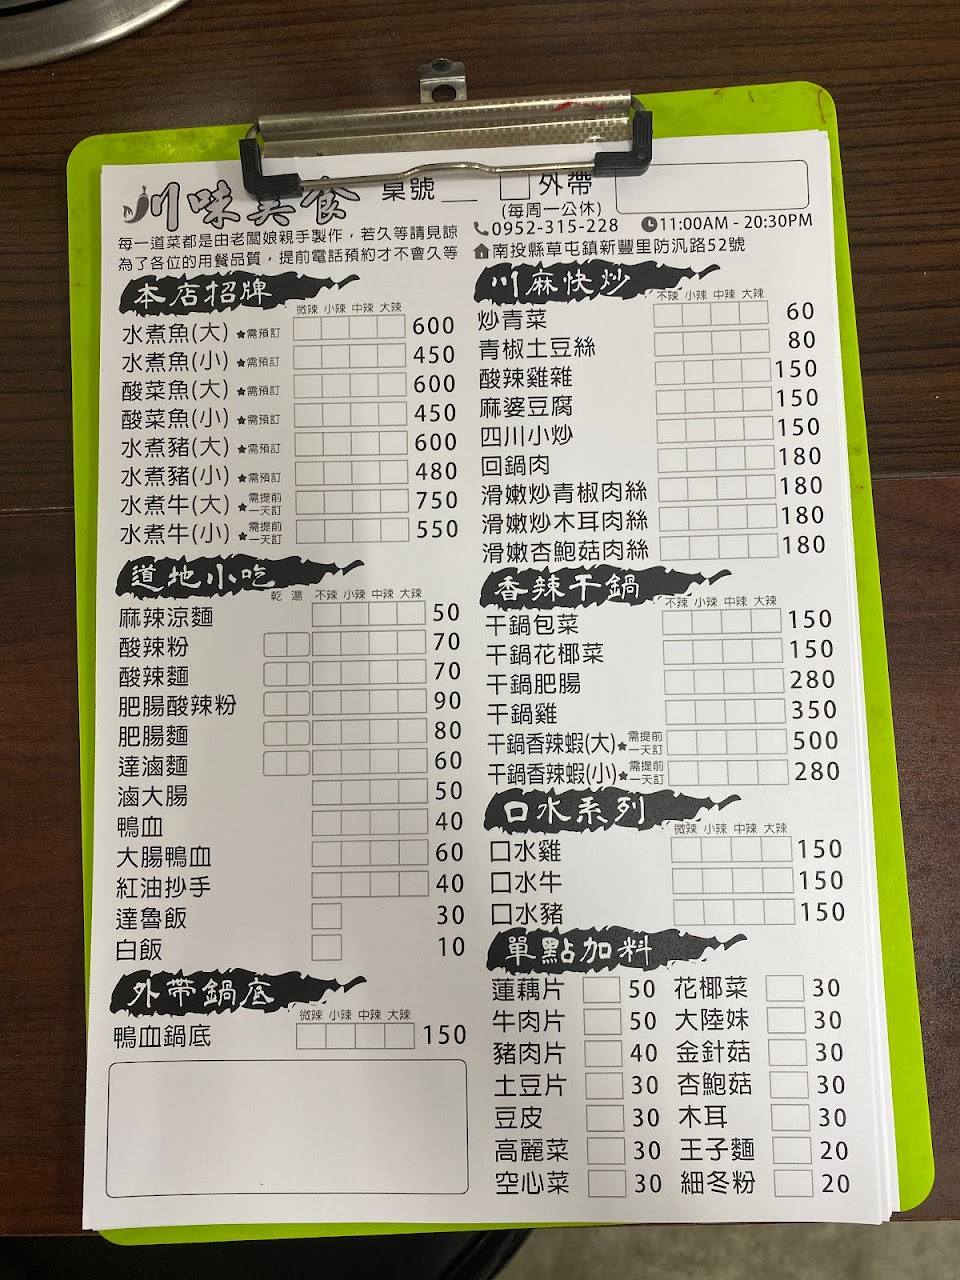 川味美食
桌號 外帶
(每周一公休)
0952-315-228 11:00AM - 20:30PM
每一道菜都是由老闆娘親手製作，若久等請見諒
為了各位的用餐品質，提前電話預約才不會久等
南投縣草屯鎮新豐里防汎路52號
本店招牌
微辣 小辣 中辣 大辣
水煮魚(大) ★需預訂 600
水煮魚(小) ★需預訂 450
酸菜魚(大) ★需預訂 600
酸菜魚(小) ★需預訂 450
水煮豬(大) ★需預訂 600
水煮豬(小) ★需預訂 480
水煮牛(大) ★需提前一天訂 750
水煮牛(小) ★需提前一天訂 550
道地小吃
乾 湯 不辣 小辣 中辣 大辣
麻辣涼麵 50
酸辣粉 70
酸辣麵 70
肥腸酸辣粉 90
肥腸麵 80
達滷麵 60
滷大腸 50
鴨血 40
大腸鴨血 60
紅油抄手 40
達魯飯 30
白飯 10
外帶鍋底
微辣 小辣 中辣 大辣
鴨血鍋底 150
川麻快炒
不辣 小辣 中辣 大辣
炒青菜 60
青椒土豆絲 80
酸辣雞雜 150
麻婆豆腐 150
四川小炒 150
回鍋肉 180
滑嫩炒青椒肉絲 180
滑嫩炒木耳肉絲 180
滑嫩杏鮑菇肉絲 180
香辣干鍋
不辣 小辣 中辣 大辣
干鍋包菜 150
干鍋花椰菜 150
干鍋肥腸 280
干鍋雞 350
干鍋香辣蝦(大)★需提前一天訂 500
干鍋香辣蝦(小)★需提前一天訂 280
口水系列
微辣 小辣 中辣 大辣
口水雞 150
口水牛 150
口水豬 150
單點加料
蓮藕片 50 花椰菜 30
牛肉片 50 大陸妹 30
豬肉片 40 金針菇 30
土豆片 30 杏鮑菇 30
豆皮 30 木耳 30
高麗菜 30 王子麵 20
空心菜 30 細冬粉 20